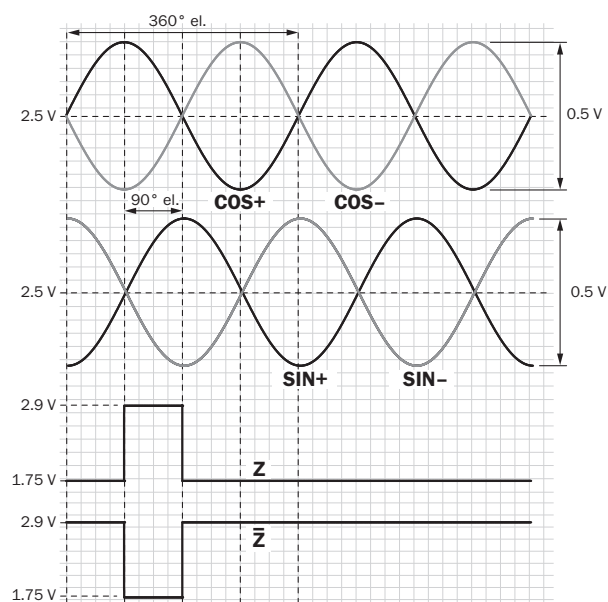 360° el.
2.5 V
0.5 V
90° el.
COS+ COS–
2.5 V
0.5 V
SIN+ SIN–
2.9 V
Z
1.75 V
2.9 V
Z̄
1.75 V